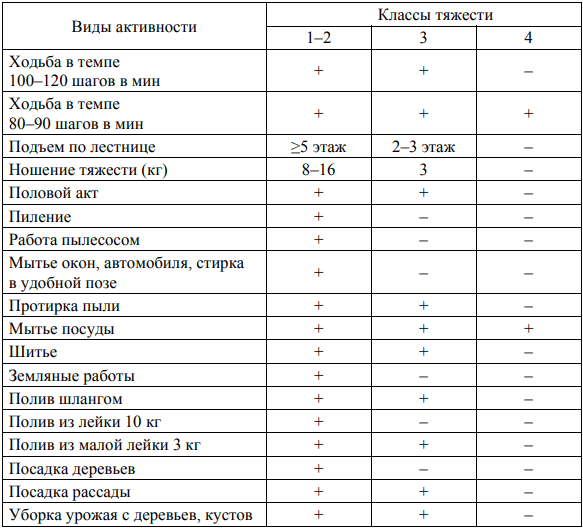 Виды активности Классы тяжести
1–2 3 4
Ходьба в темпе
100–120 шагов в мин + + –
Ходьба в темпе
80–90 шагов в мин + + +
Подъем по лестнице ≥5 этаж 2–3 этаж –
Ношение тяжести (кг) 8–16 3 –
Половой акт + + –
Пиление + – –
Работа пылесосом + – –
Мытье окон, автомобиля, стирка
в удобной позе + – –
Протирка пыли + + –
Мытье посуды + + +
Шитье + + –
Земляные работы + – –
Полив шлангом + + –
Полив из лейки 10 кг + – –
Полив из малой лейки 3 кг + + –
Посадка деревьев + – –
Посадка рассады + + –
Уборка урожая с деревьев, кустов + + –